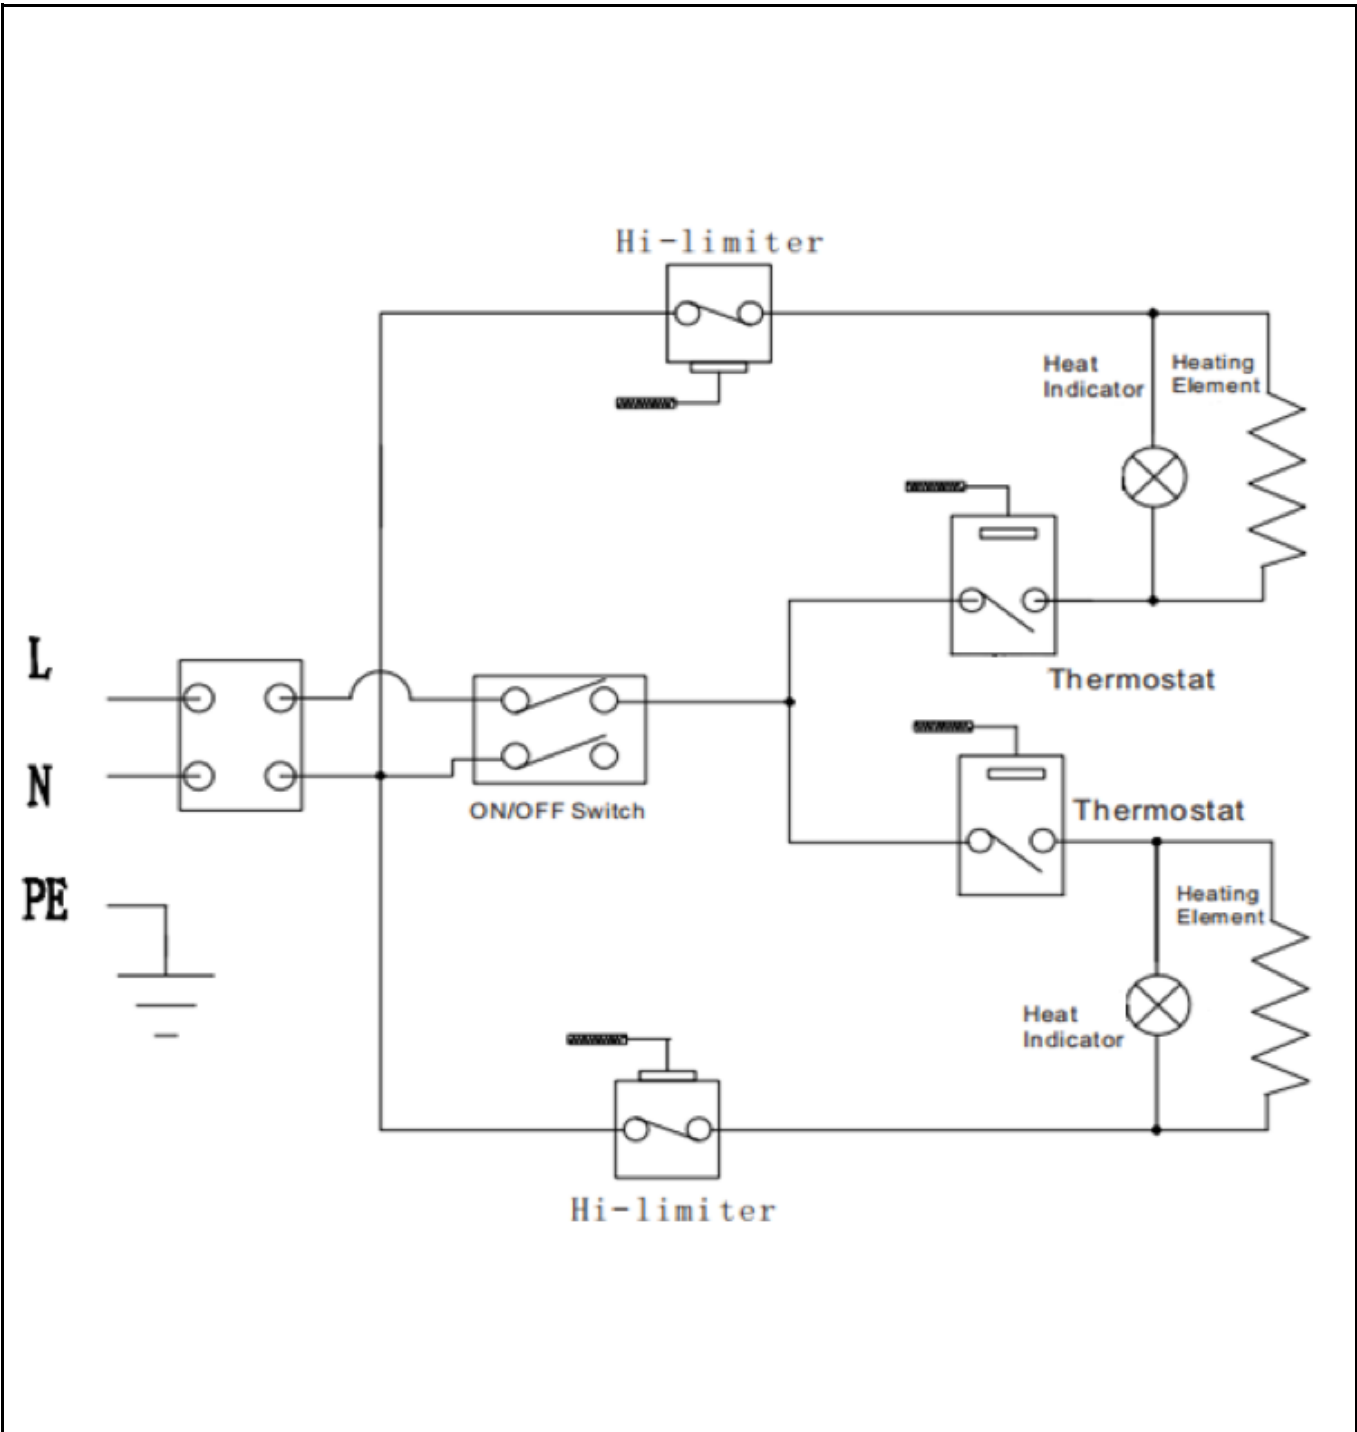 Hi-limiter
Heat
Indicator
Heating
Element
L
Thermostat
N
ON/OFF Switch
Thermostat
PE
Heating
Element
Heat
Indicator
Hi-limiter